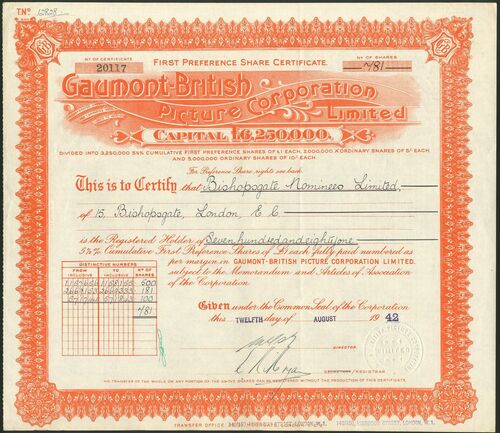 T.Nº 12828
Nº OF CERTIFICATE
20117
FIRST PREFERENCE SHARE CERTIFICATE.
Nº OF SHARES
781
Gaumont-British
Picture Corporation
Limited
CAPITAL £6,250,000.
DIVIDED INTO 3,250,000 5½% CUMULATIVE FIRST PREFERENCE SHARES OF £1 EACH, 2,000,000 'A' ORDINARY SHARES OF 5/- EACH
AND 5,000,000 ORDINARY SHARES OF 10/- EACH
For Preference Share rights see back
This is to Certify that Bishopsgate Nominees Limited,
of 15, Bishopsgate, London, E C
is the Registered Holder of Seven hundred and eighty one
5½% Cumulative First Preference Shares of £1 each fully paid numbered as
per margin, in GAUMONT-BRITISH PICTURE CORPORATION LIMITED,
subject to the Memorandum and Articles of Association
of the Corporation.
DISTINCTIVE NUMBERS
FROM INCLUSIVE TO INCLUSIVE Nº OF SHARES
500
181
100
781
Given under the Common Seal of the Corporation
this TWELFTH day of AUGUST 1942
DIRECTOR
REGISTRAR
NO TRANSFER OF THE WHOLE OR ANY PORTION OF THE ABOVE SHARES CAN BE REGISTERED WITHOUT THE PRODUCTION OF THIS CERTIFICATE.
TRANSFER OFFICE